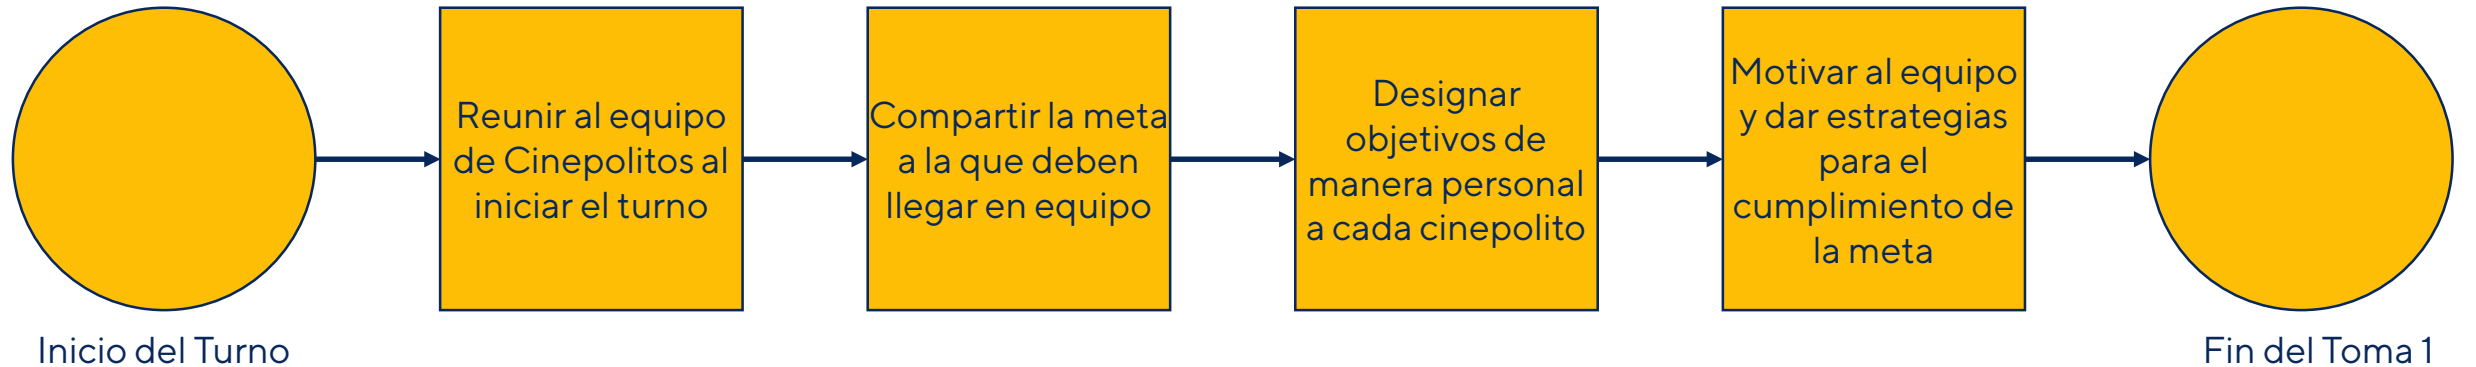 Reunir al equipo
de Cinepolitos al
iniciar el turno
Compartir la meta
a la que deben
llegar en equipo
Designar
objetivos de
manera personal
a cada cinepolito
Motivar al equipo
y dar estrategias
para el
cumplimiento de
la meta
Inicio del Turno
Fin del Toma 1